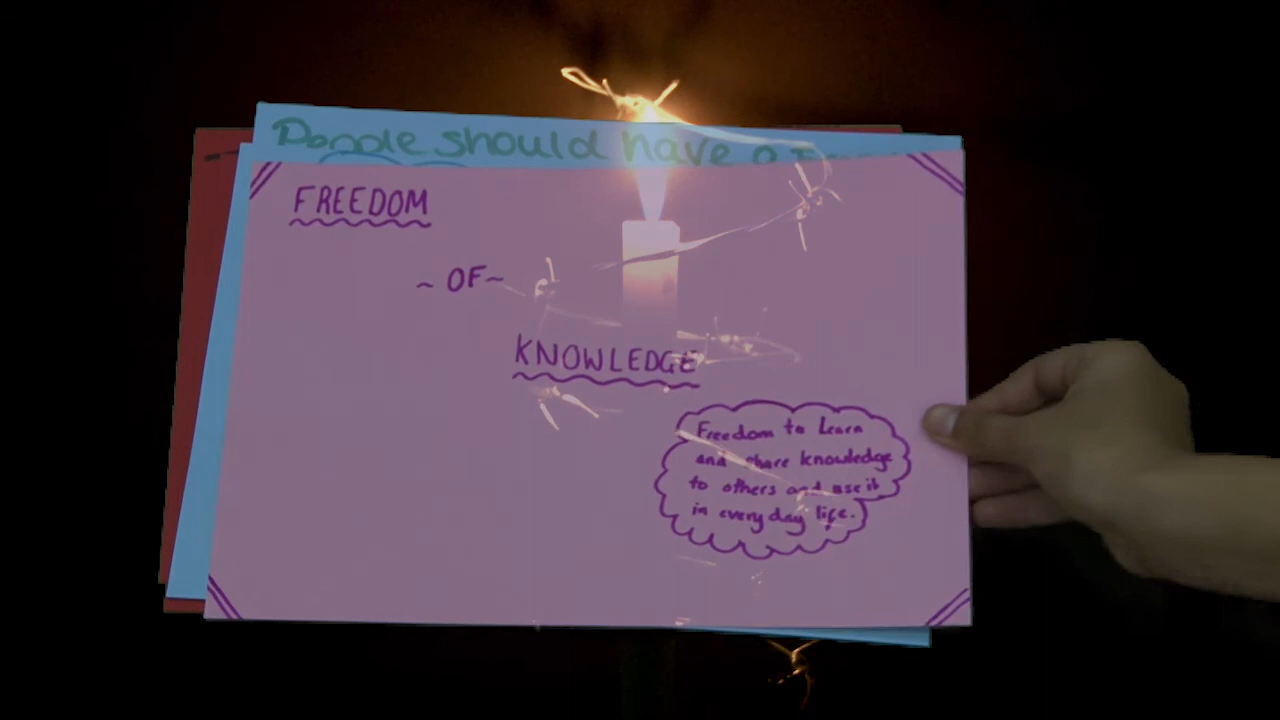 People should have a
FREEDOM
~ OF ~
KNOWLEDGE
Freedom to Learn
and share knowledge
to others and use it
in every day life.